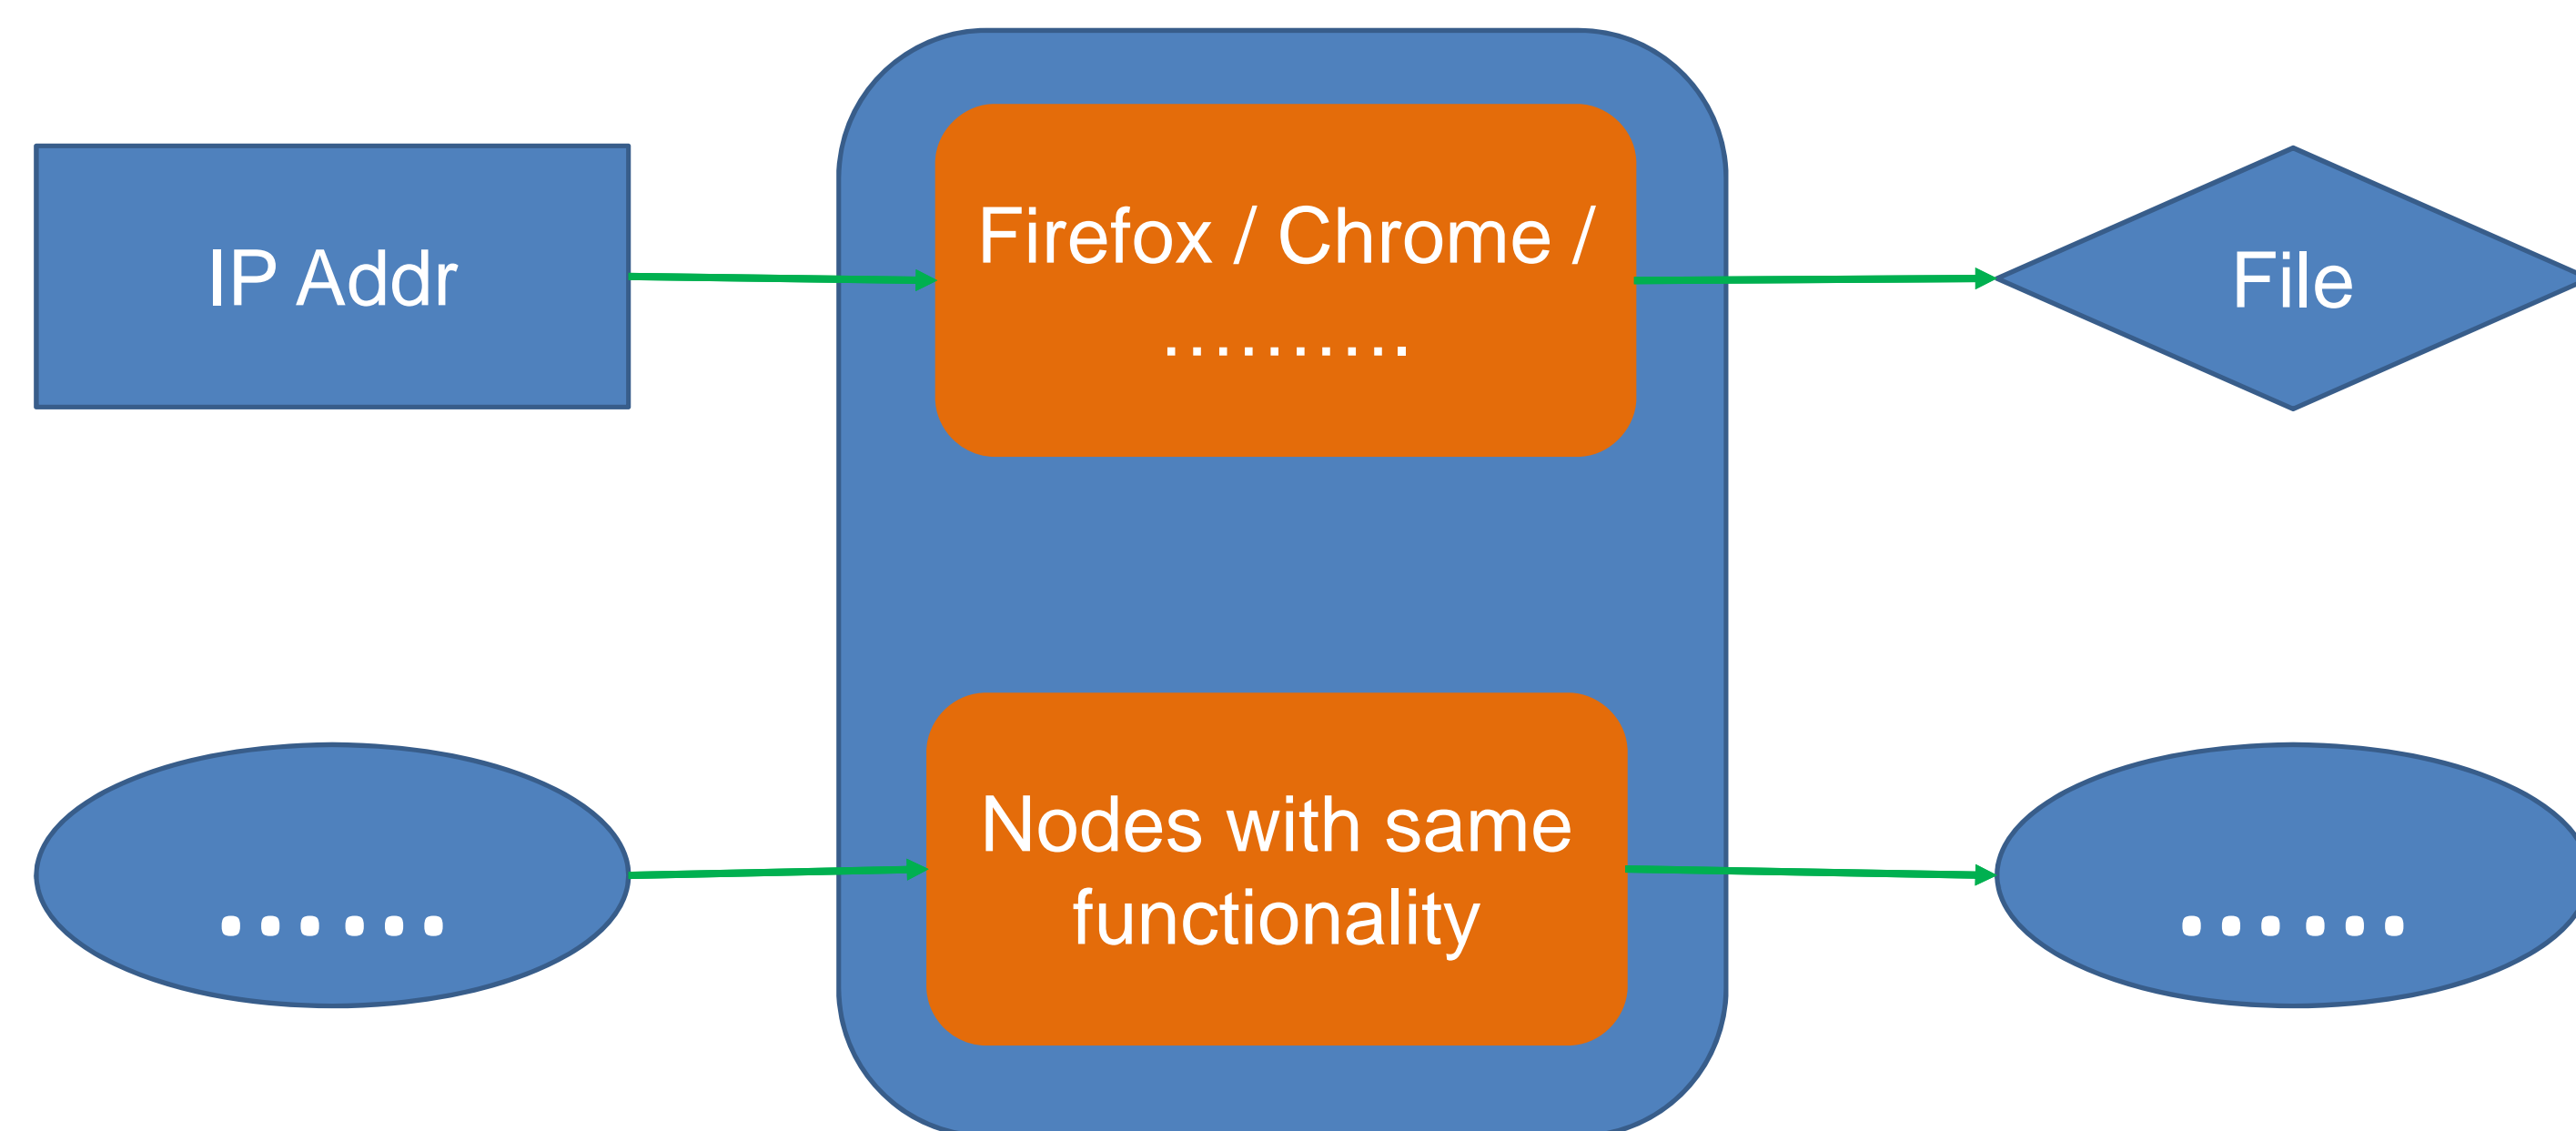 IP Addr
Firefox / Chrome /
……….
File
……
Nodes with same
functionality
……